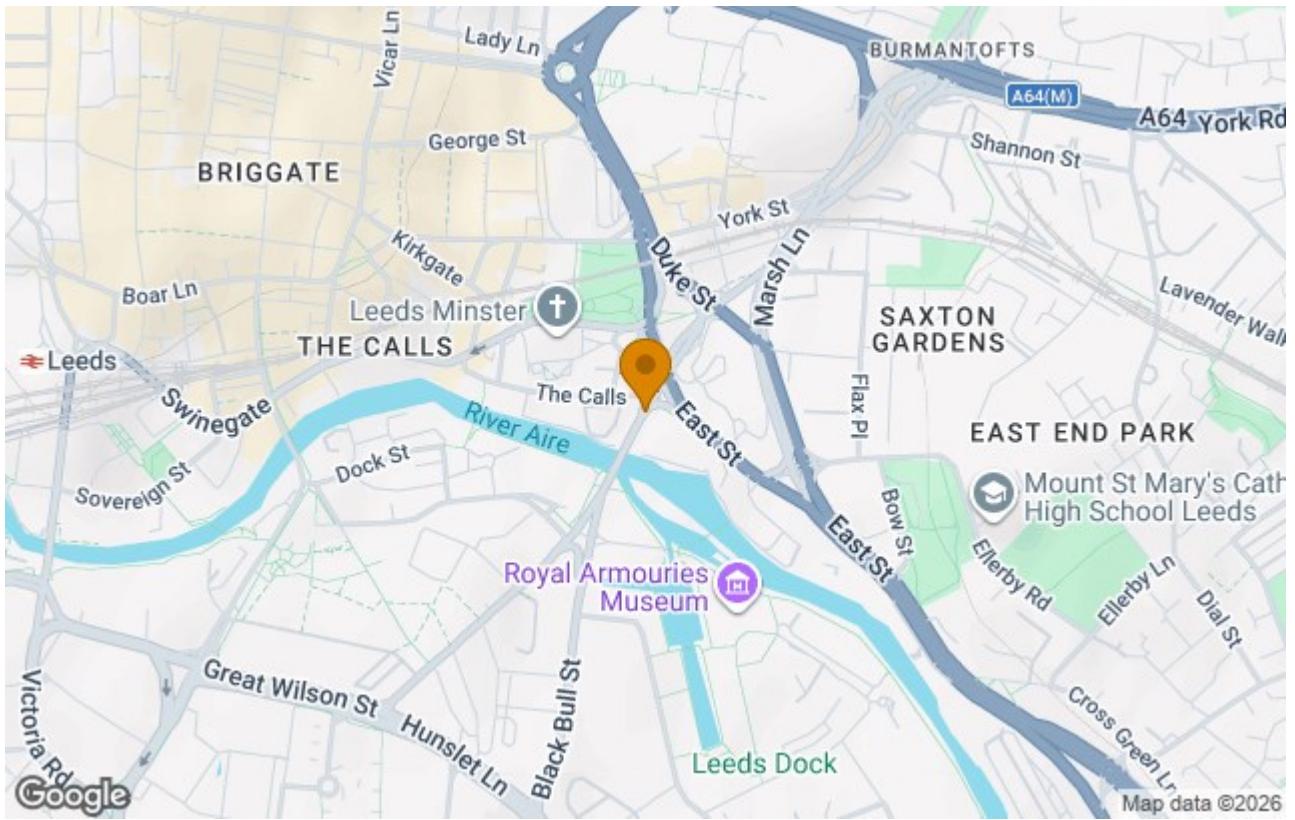 Lady Ln
Vicar Ln
BURMANTOFTS
A64(M)
A64 York Rd
George St
Shannon St
BRIGGATE
York St
Kirkgate
Duke St
Marsh Ln
Boar Ln
Leeds Minster
Lavender Walk
SAXTON
GARDENS
THE CALLS
Leeds
Swinegate
The Calls
River Aire
East St
Flax Pl
EAST END PARK
Dock St
Sovereign St
Mount St Mary's Cath
High School Leeds
Bow St
East St
Royal Armouries
Museum
Ellerby Rd
Ellerby Ln
Dial St
Great Wilson St
Victoria Rd
Hunslet Ln
Black Bull St
Cross Green Ln
Leeds Dock
Google
Map data ©2026